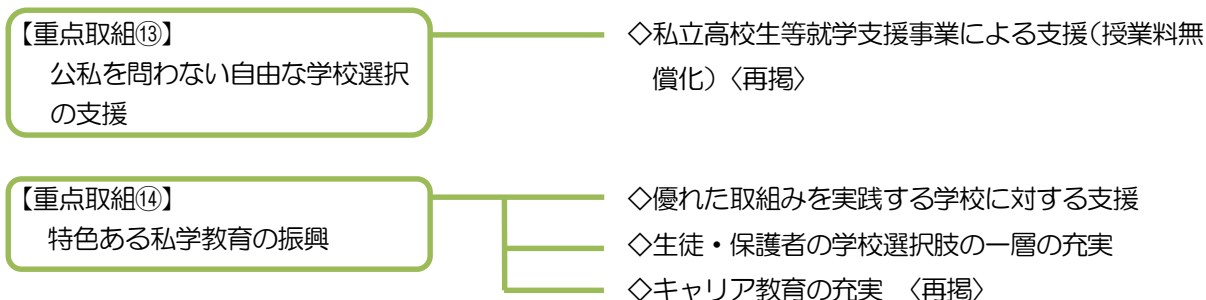 【重点取組⑬】
公私を問わない自由な学校選択
の支援
◇私立高校生等就学支援事業による支援（授業料無
償化）〈再掲〉
【重点取組⑭】
特色ある私学教育の振興
◇優れた取組みを実践する学校に対する支援
◇生徒・保護者の学校選択肢の一層の充実
◇キャリア教育の充実 〈再掲〉